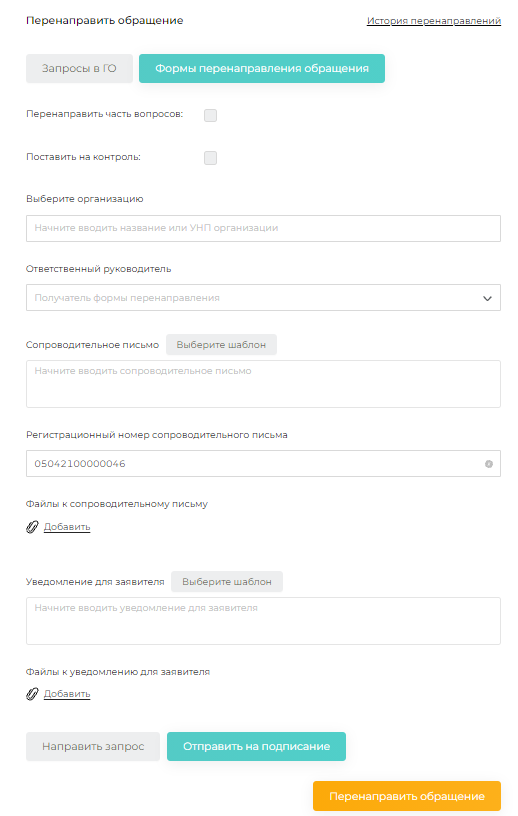 Перенаправить обращение
История перенаправлений
Запросы в ГО
Формы перенаправления обращения
Перенаправить часть вопросов:
Поставить на контроль:
Выберите организацию
Начните вводить название или УНП организации
Ответственный руководитель
Получатель формы перенаправления
Сопроводительное письмо
Выберите шаблон
Начните вводить сопроводительное письмо
Регистрационный номер сопроводительного письма
05042100000046
Файлы к сопроводительному письму
Добавить
Уведомление для заявителя
Выберите шаблон
Начните вводить уведомление для заявителя
Файлы к уведомлению для заявителя
Добавить
Направить запрос
Отправить на подписание
Перенаправить обращение